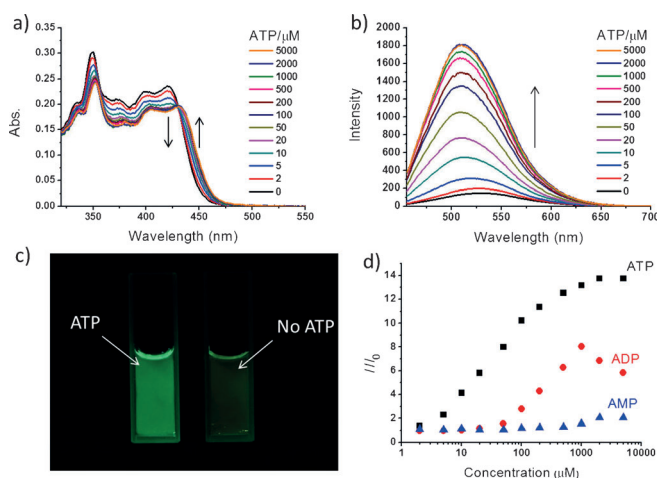 a)
ATP/μM
5000
2000
1000
500
200
100
50
20
10
5
2
0
Abs.
0.35
0.30
0.25
0.20
0.15
0.10
0.05
0.00
350 400 450 500 550
Wavelength (nm)
b)
ATP/μM
5000
2000
1000
500
200
100
50
20
10
5
2
0
Intensity
2000
1800
1600
1400
1200
1000
800
600
400
200
0
500 550 600 650 700
Wavelength (nm)
c)
ATP
No ATP
d)
ATP
ADP
AMP
I/I0
14
12
10
8
6
4
2
0
1 10 100 1000 10000
Concentration (μM)